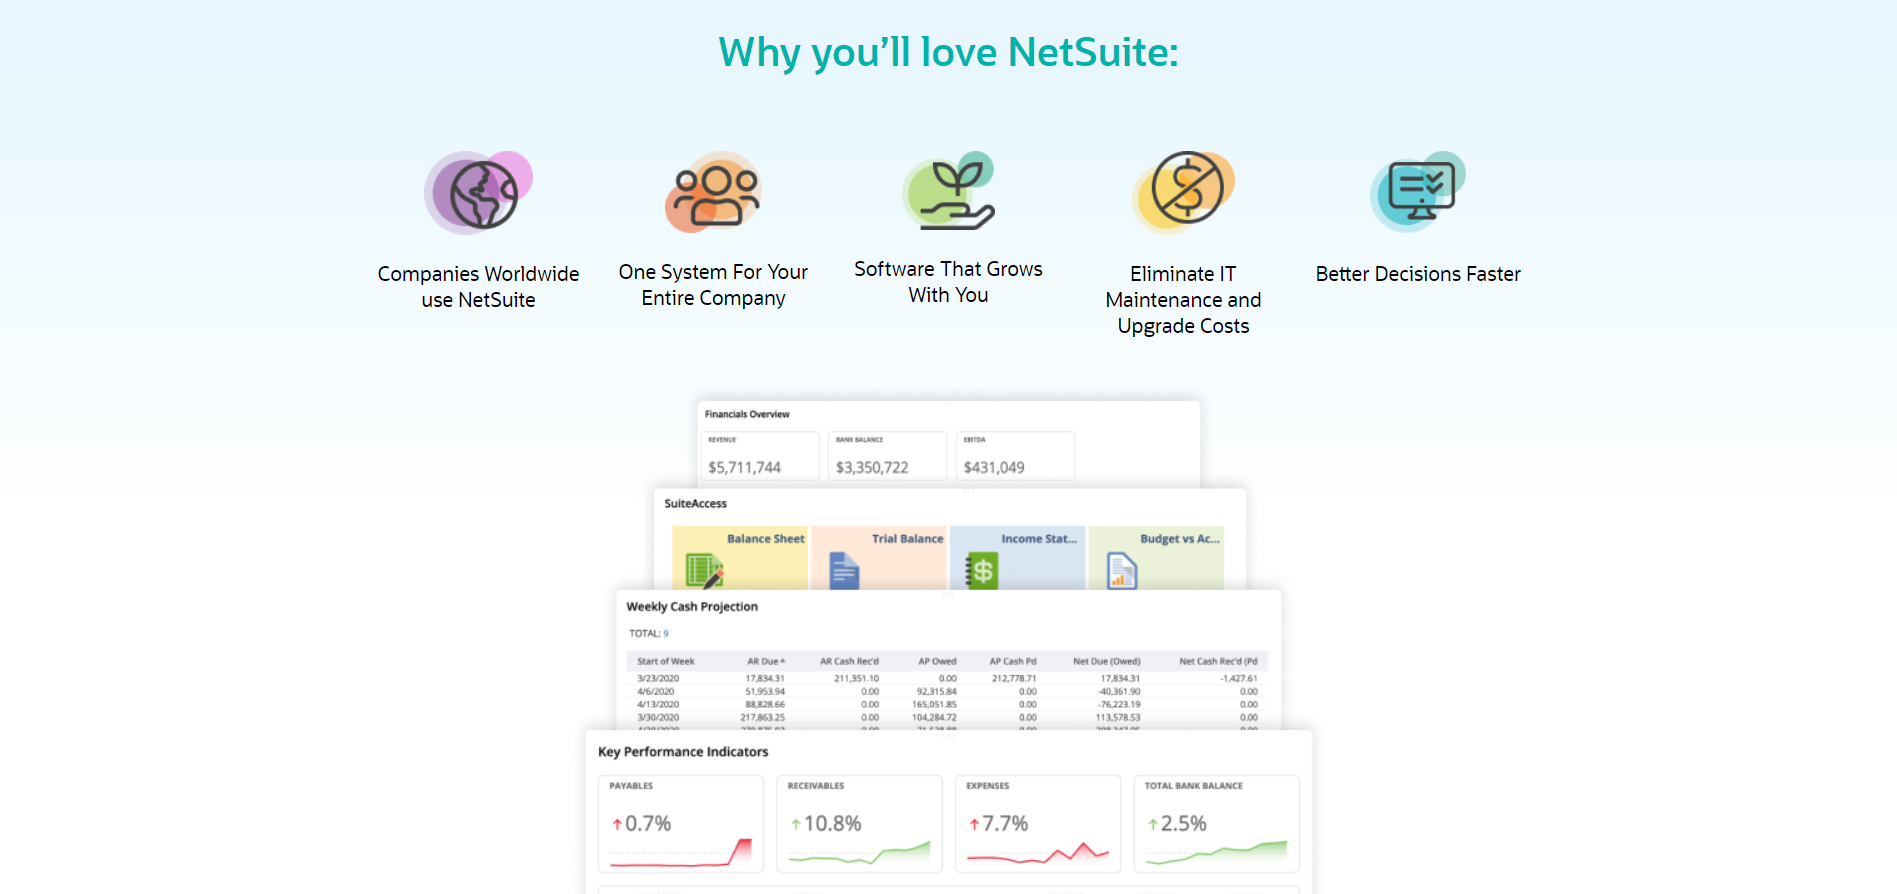 Why you’ll love NetSuite:
Companies Worldwide
use NetSuite
One System For Your
Entire Company
Software That Grows
With You
Eliminate IT
Maintenance and
Upgrade Costs
Better Decisions Faster
Financials Overview
REVENUE BANK BALANCE EBITDA
$5,711,744 $3,350,722 $431,049
SuiteAccess
Balance Sheet Trial Balance Income Stat... Budget vs Ac...
Weekly Cash Projection
TOTAL: 9
Start of Week AR Due AR Cash Rec'd AP Owed AP Cash Pd Net Due (Owed) Net Cash Rec'd (Pd
3/23/2020 17,834.31 211,351.10 0.00 212,778.71 17,834.31 -1,427.61
4/6/2020 51,953.94 0.00 92,315.84 0.00 -40,361.90 0.00
4/13/2020 88,828.66 0.00 165,051.85 0.00 -76,223.19 0.00
3/30/2020 217,863.25 0.00 104,284.72 0.00 113,578.53 0.00
Key Performance Indicators
PAYABLES RECEIVABLES EXPENSES TOTAL BANK BALANCE
↑0.7% ↑10.8% ↑7.7% ↑2.5%